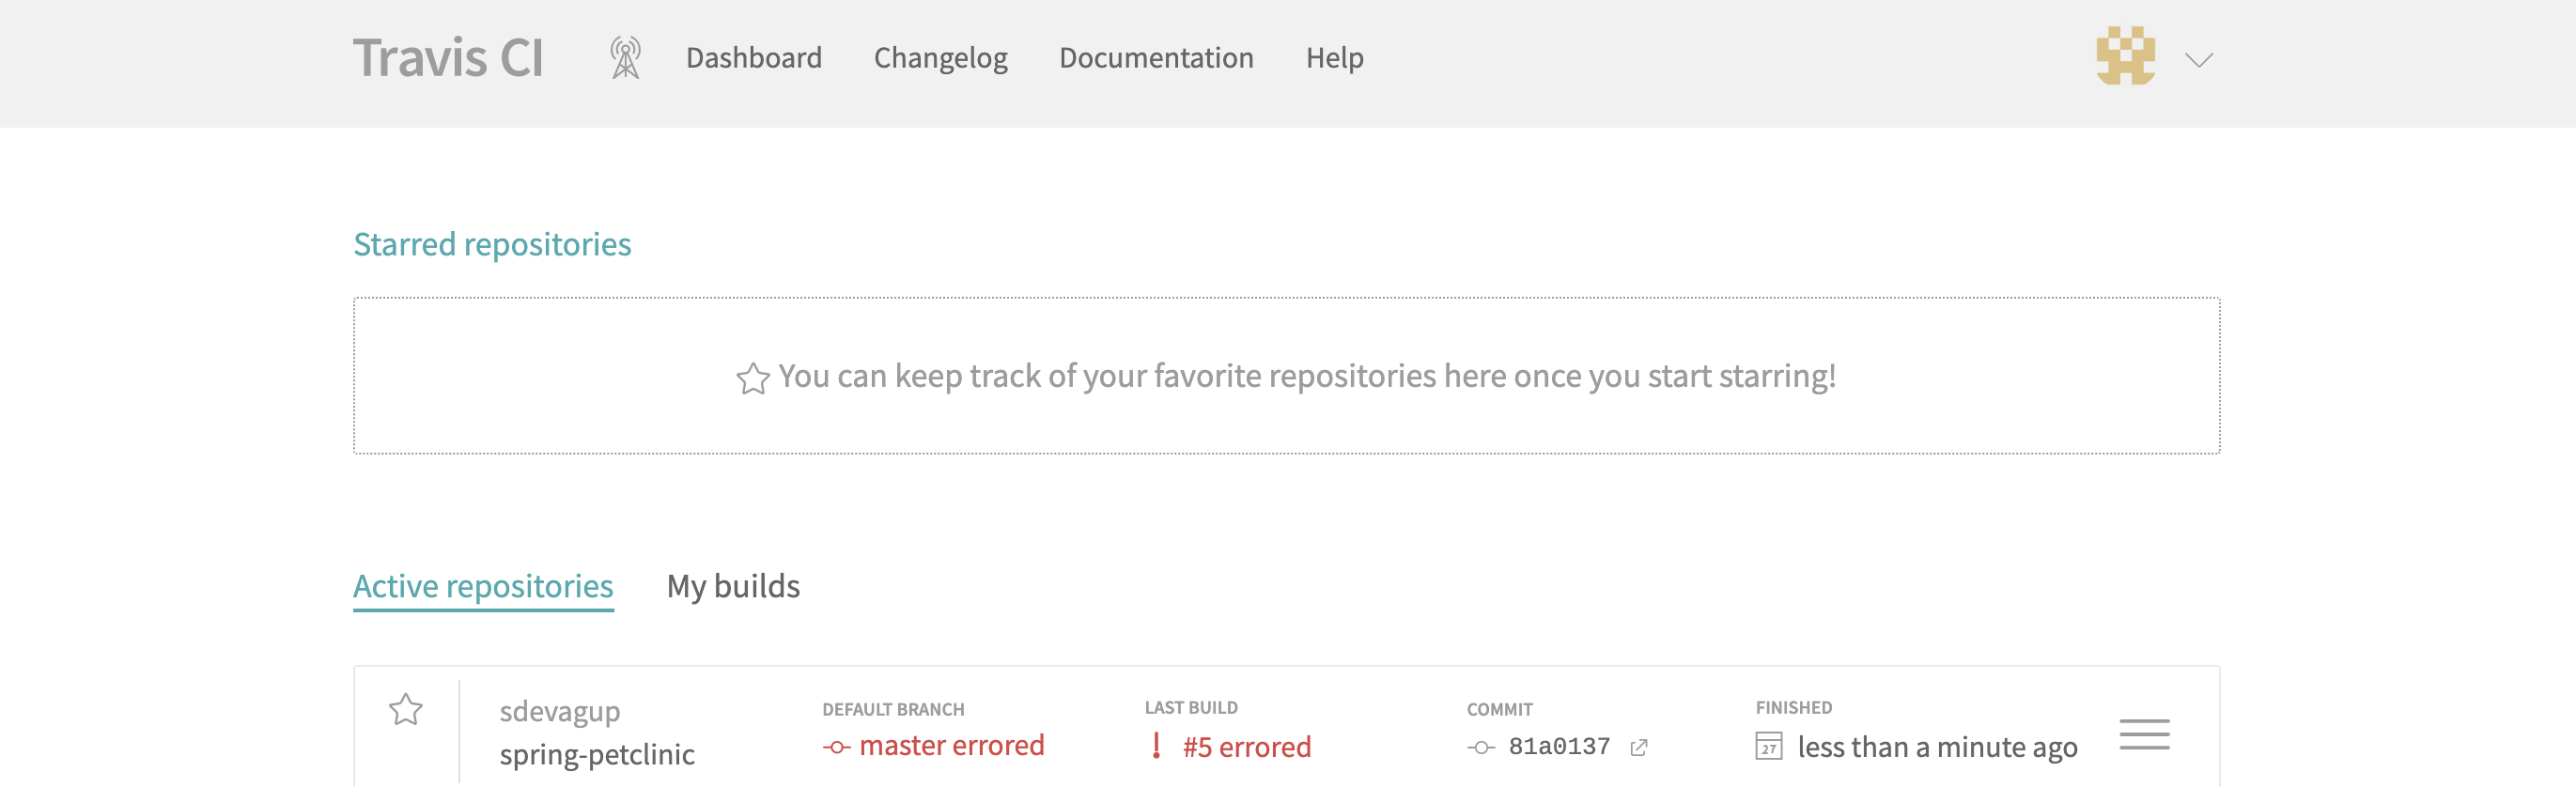 Travis CI Dashboard Changelog Documentation Help
Starred repositories
You can keep track of your favorite repositories here once you start starring!
Active repositories My builds
sdevagup
spring-petclinic
DEFAULT BRANCH
master errored
LAST BUILD
! #5 errored
COMMIT
81a0137
FINISHED
27 less than a minute ago